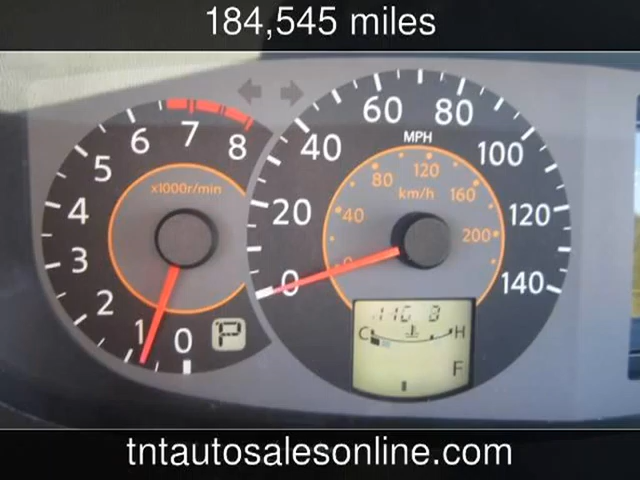 184,545 miles
60 80
MPH
40 100
20 120
0 140
80 120 160
km/h
40 200
0
x1000r/min
6 7 8
5
4
3
2
1 0
P
C H
F
tntautosalesonline.com